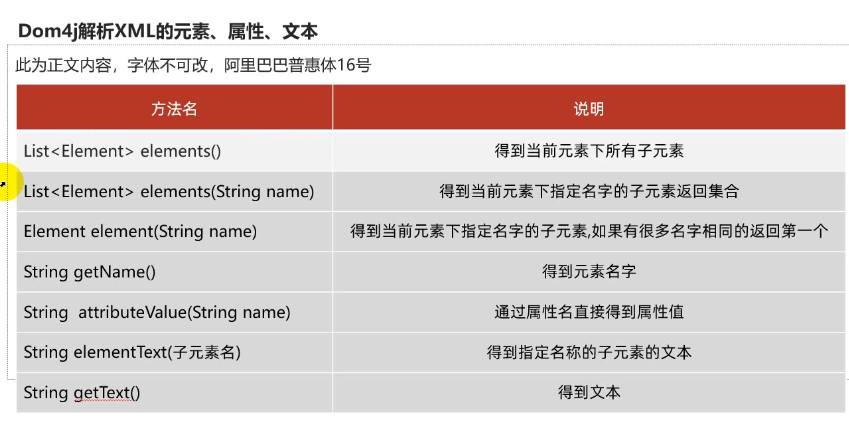 Dom4j解析XML的元素、属性、文本
此为正文内容，字体不可改，阿里巴巴普惠体16号
方法名 说明
List<Element> elements() 得到当前元素下所有子元素
List<Element> elements(String name) 得到当前元素下指定名字的子元素返回集合
Element element(String name) 得到当前元素下指定名字的子元素,如果有很多名字相同的返回第一个
String getName() 得到元素名字
String  attributeValue(String name) 通过属性名直接得到属性值
String elementText(子元素名) 得到指定名称的子元素的文本
String getText() 得到文本